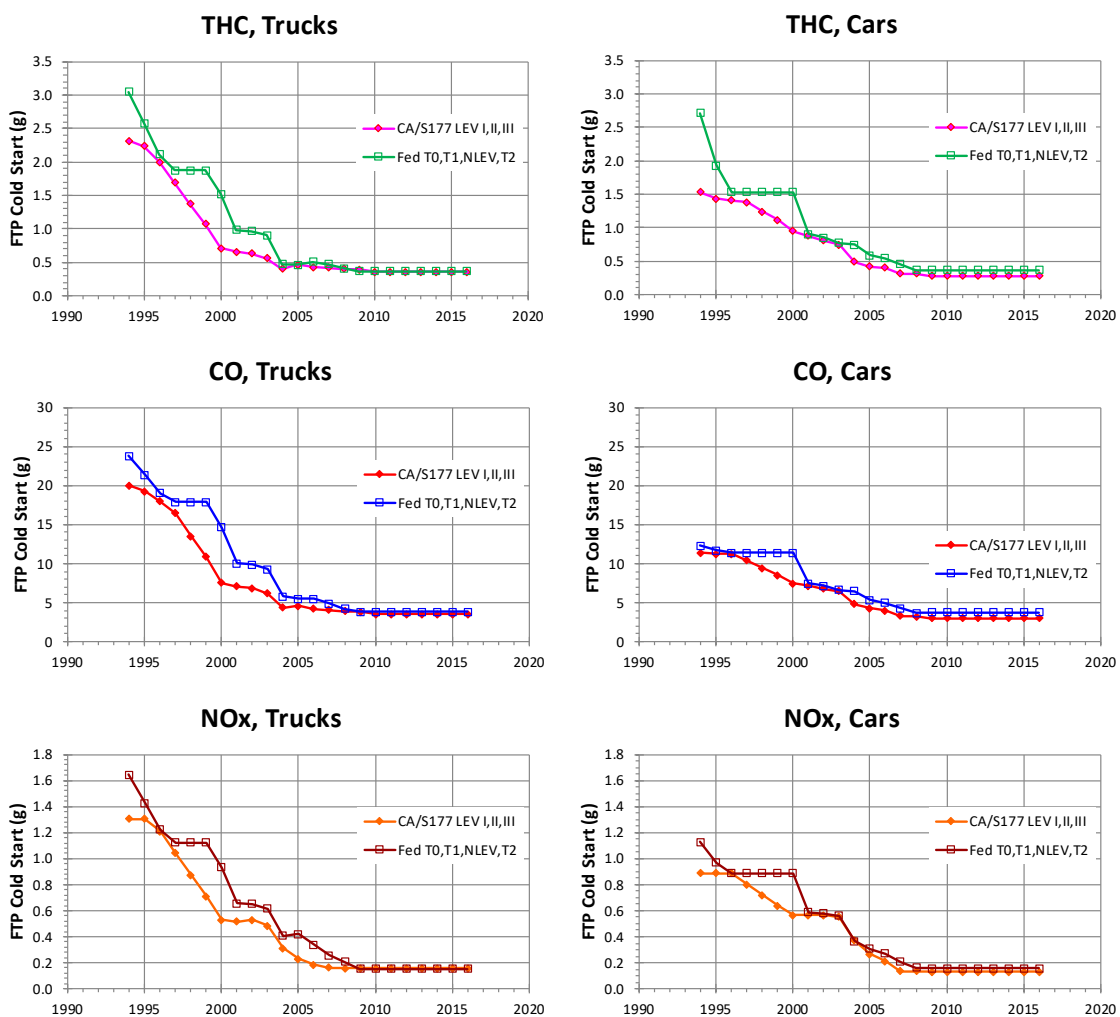 THC, Trucks
FTP Cold Start (g)
3.5
3.0
2.5
2.0
1.5
1.0
0.5
0.0
CA/S177 LEV I,II,III
Fed T0,T1,NLEV,T2
1990 1995 2000 2005 2010 2015 2020
THC, Cars
FTP Cold Start (g)
3.5
3.0
2.5
2.0
1.5
1.0
0.5
0.0
CA/S177 LEV I,II,III
Fed T0,T1,NLEV,T2
1990 1995 2000 2005 2010 2015 2020
CO, Trucks
FTP Cold Start (g)
30
25
20
15
10
5
0
CA/S177 LEV I,II,III
Fed T0,T1,NLEV,T2
1990 1995 2000 2005 2010 2015 2020
CO, Cars
FTP Cold Start (g)
30
25
20
15
10
5
0
CA/S177 LEV I,II,III
Fed T0,T1,NLEV,T2
1990 1995 2000 2005 2010 2015 2020
NOx, Trucks
FTP Cold Start (g)
1.8
1.6
1.4
1.2
1.0
0.8
0.6
0.4
0.2
0.0
CA/S177 LEV I,II,III
Fed T0,T1,NLEV,T2
1990 1995 2000 2005 2010 2015 2020
NOx, Cars
FTP Cold Start (g)
1.8
1.6
1.4
1.2
1.0
0.8
0.6
0.4
0.2
0.0
CA/S177 LEV I,II,III
Fed T0,T1,NLEV,T2
1990 1995 2000 2005 2010 2015 2020